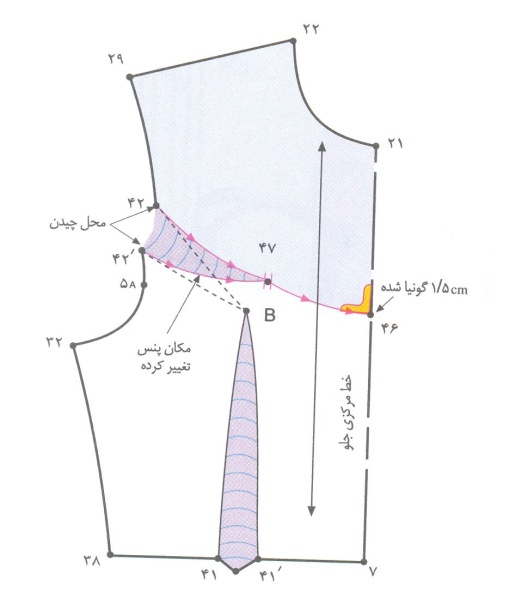 ۲۲
۲۹
۲۱
۴۲
محل چیدن
۴۷
۴۲′
۵۸
۱/۵cm گونیا شده
B
۴۶
۳۲
مکان پنس
تغییر کرده
خط مرکزی جلو
۳۸
۴۱
۴۱′
۷